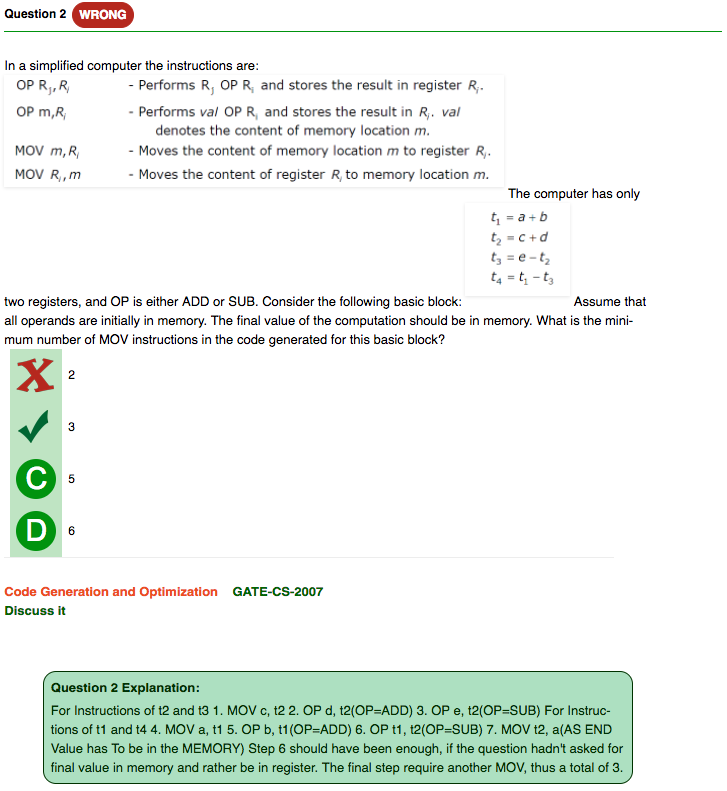 Question 2 WRONG
In a simplified computer the instructions are:
OP Rj, Ri - Performs Rj OP Ri and stores the result in register Ri.
OP m,Ri - Performs val OP Ri and stores the result in Ri. val
denotes the content of memory location m.
MOV m,Ri - Moves the content of memory location m to register Ri.
MOV Ri,m - Moves the content of register Ri to memory location m.
The computer has only
t1 = a + b
t2 = c + d
t3 = e - t2
t4 = t1 - t3
two registers, and OP is either ADD or SUB. Consider the following basic block: Assume that
all operands are initially in memory. The final value of the computation should be in memory. What is the mini-
mum number of MOV instructions in the code generated for this basic block?
X 2
✓ 3
C 5
D 6
Code Generation and Optimization GATE-CS-2007
Discuss it
Question 2 Explanation:
For Instructions of t2 and t3 1. MOV c, t2 2. OP d, t2(OP=ADD) 3. OP e, t2(OP=SUB) For Instruc-
tions of t1 and t4 4. MOV a, t1 5. OP b, t1(OP=ADD) 6. OP t1, t2(OP=SUB) 7. MOV t2, a(AS END
Value has To be in the MEMORY) Step 6 should have been enough, if the question hadn't asked for
final value in memory and rather be in register. The final step require another MOV, thus a total of 3.